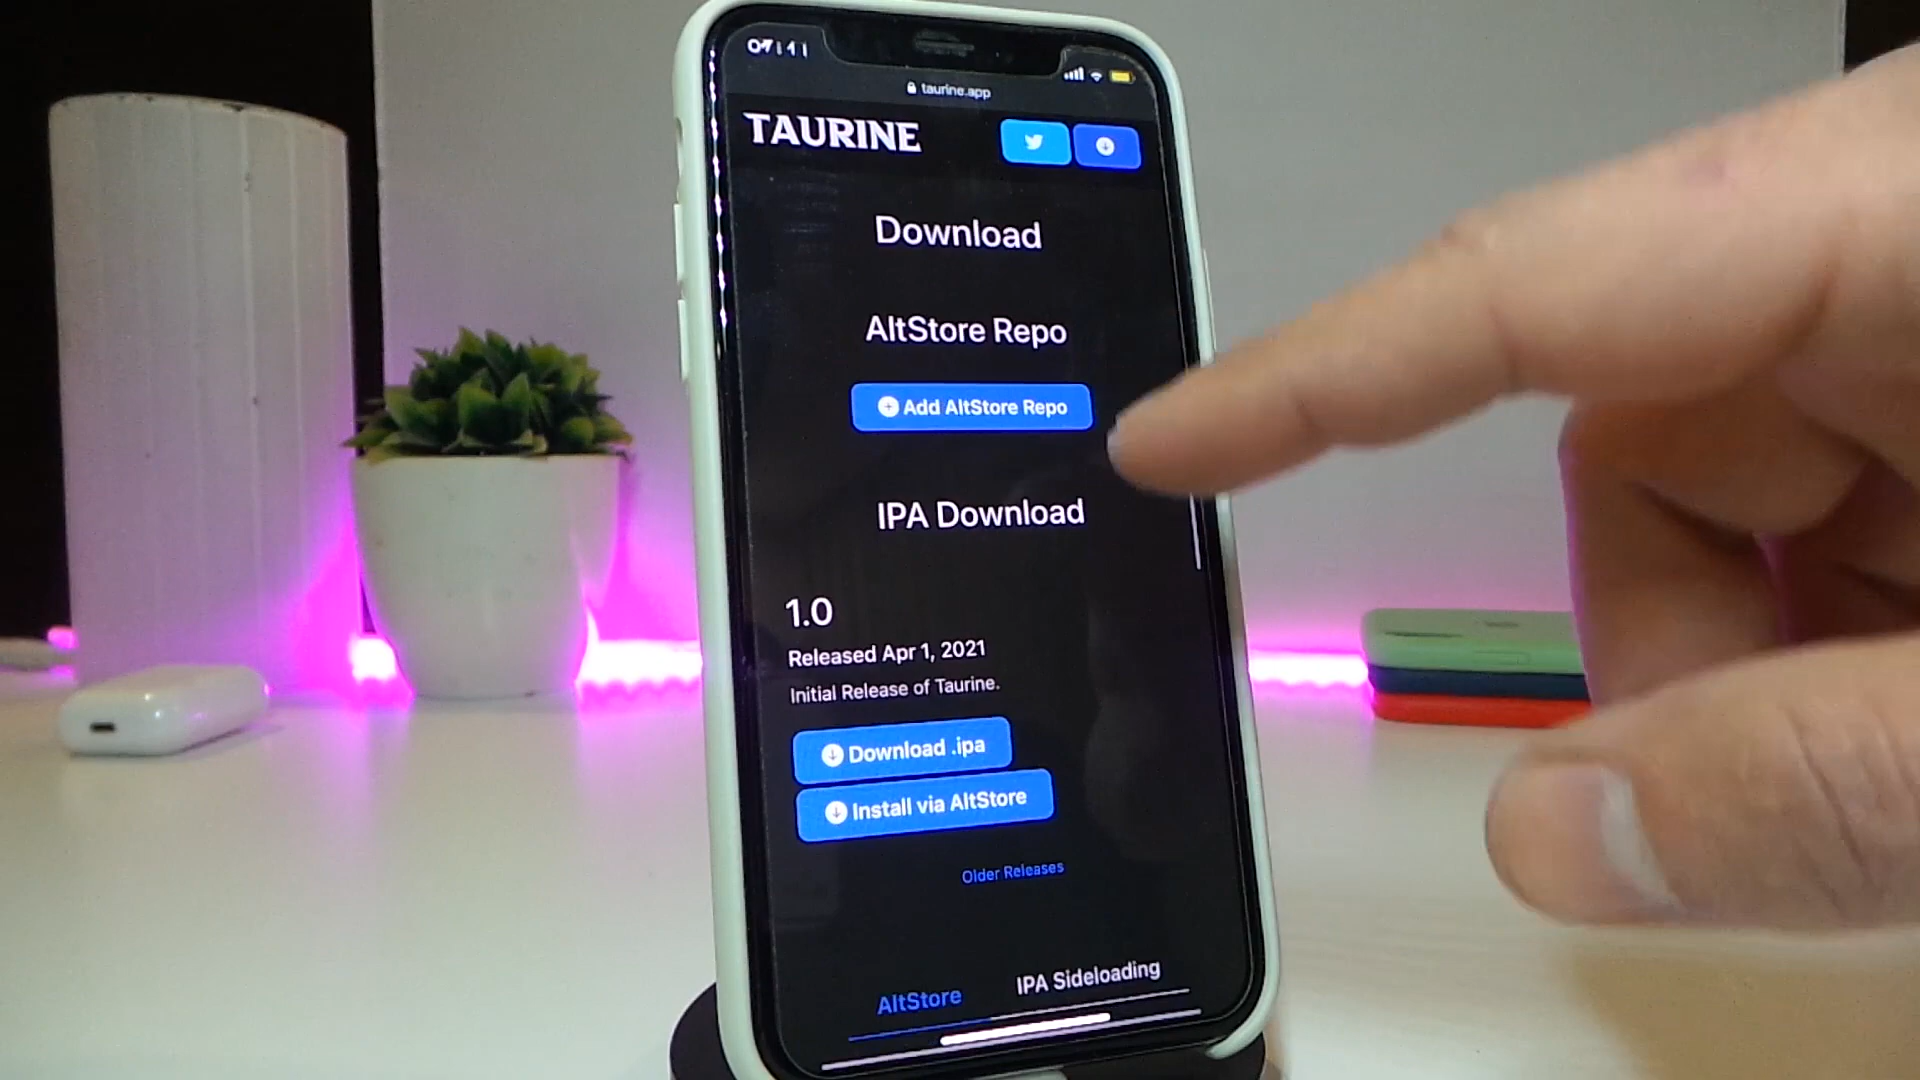 taurine.app
TAURINE
Download
AltStore Repo
Add AltStore Repo
IPA Download
1.0
Released Apr 1, 2021
Initial Release of Taurine.
Download .ipa
Install via AltStore
Older Releases
AltStore
IPA Sideloading